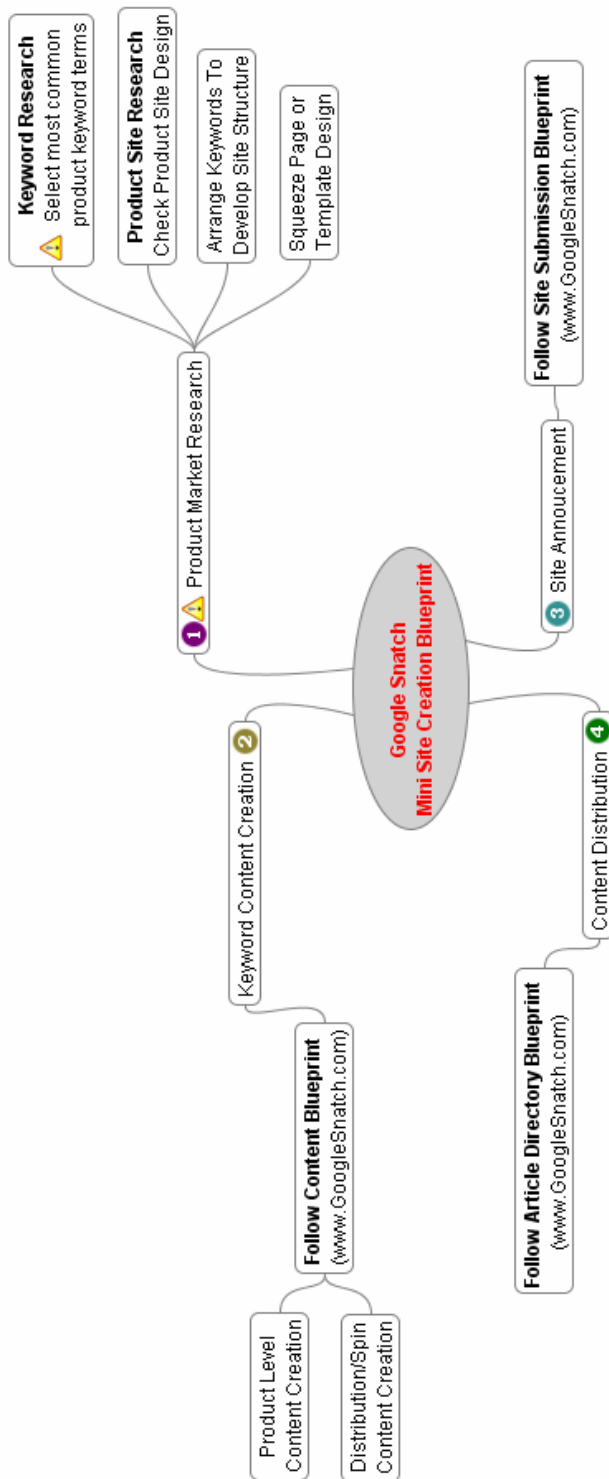 Google Snatch
Mini Site Creation Blueprint
1 Product Market Research
Keyword Research
Select most common
product keyword terms
Product Site Research
Check Product Site Design
Arrange Keywords To
Develop Site Structure
Squeeze Page or
Template Design
Keyword Content Creation 2
Follow Content Blueprint
(www.GoogleSnatch.com)
Product Level
Content Creation
Distribution/Spin
Content Creation
3 Site Annoucement
Follow Site Submission Blueprint
(www.GoogleSnatch.com)
Content Distribution 4
Follow Article Directory Blueprint
(www.GoogleSnatch.com)